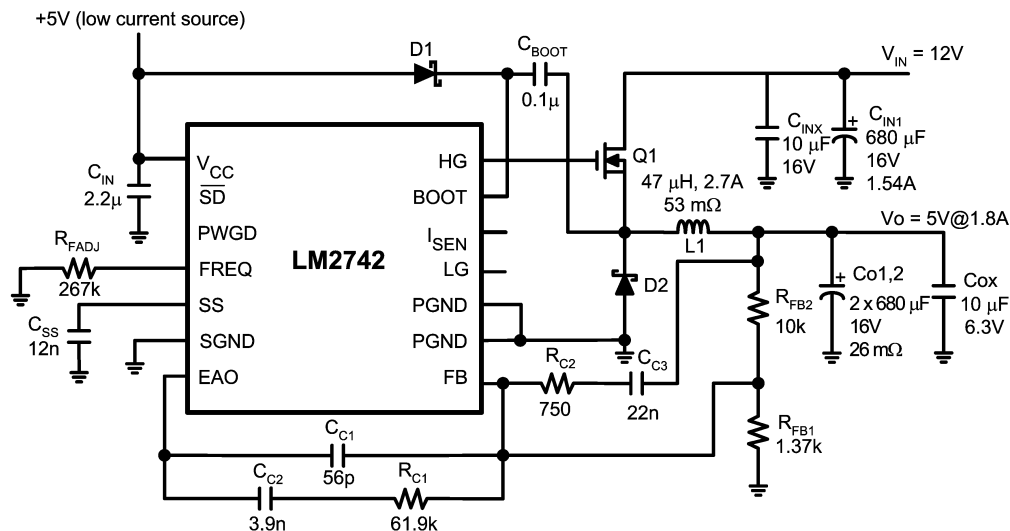 +5V (low current source)
D1
C_BOOT
0.1µ
V_IN = 12V
C_INX
10 µF
16V
C_IN1
680 µF
16V
1.54A
+
Q1
47 µH, 2.7A
53 mΩ
L1
Vo = 5V@1.8A
C_IN
2.2µ
V_CC
SD
PWGD
FREQ
SS
SGND
EAO
LM2742
HG
BOOT
I_SEN
LG
PGND
PGND
FB
R_FADJ
267k
C_SS
12n
D2
R_FB2
10k
+
Co1,2
2 x 680 µF
16V
26 mΩ
Cox
10 µF
6.3V
R_C2
750
C_C3
22n
R_FB1
1.37k
C_C1
56p
C_C2
3.9n
R_C1
61.9k